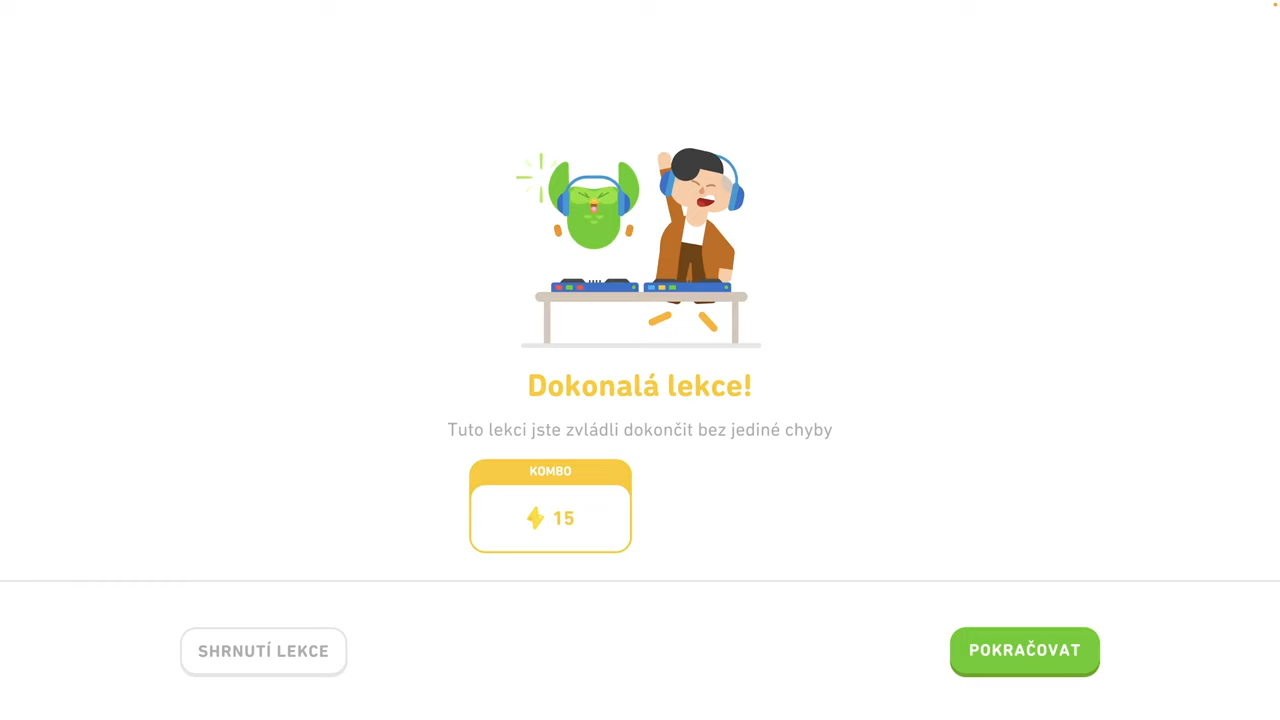 Dokonalá lekce!
Tuto lekci jste zvládli dokončit bez jediné chyby
KOMBO
15
SHRNUTÍ LEKCE
POKRAČOVAT